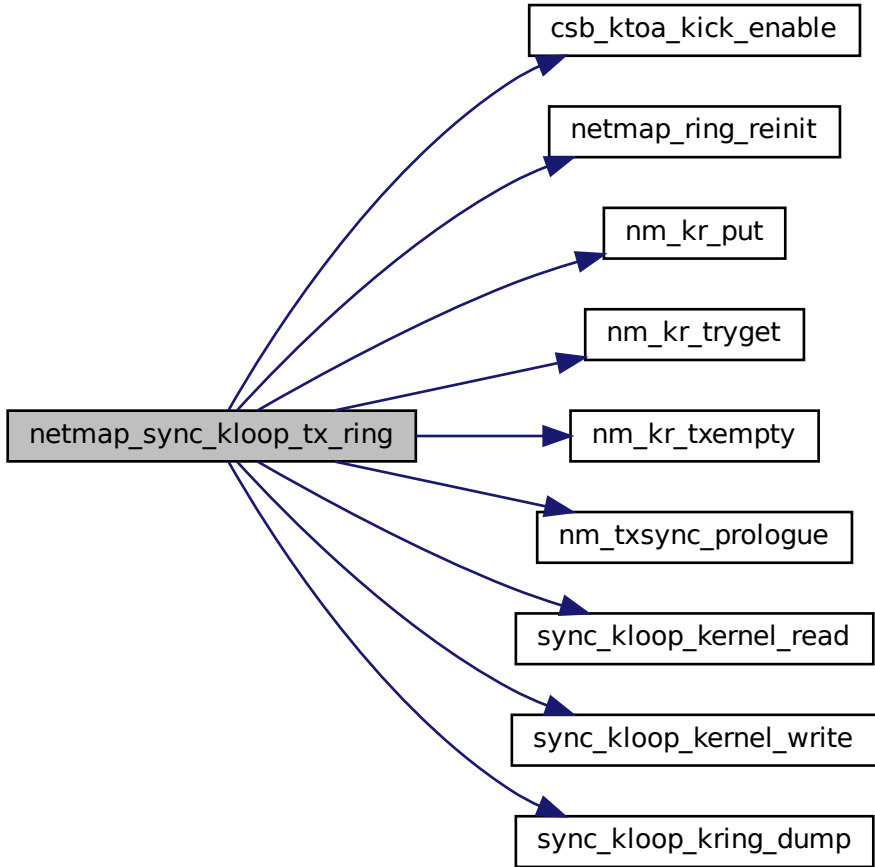 csb_ktoa_kick_enable
netmap_ring_reinit
nm_kr_put
nm_kr_tryget
netmap_sync_kloop_tx_ring
nm_kr_txempty
nm_txsync_prologue
sync_kloop_kernel_read
sync_kloop_kernel_write
sync_kloop_kring_dump